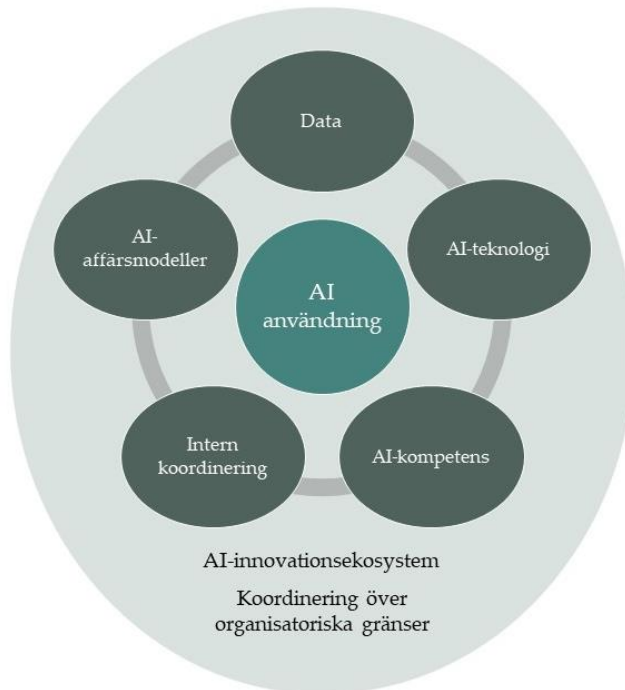 Data
AI-
affärsmodeller
AI-teknologi
AI
användning
Intern
koordinering
AI-kompetens
AI-innovationsekosystem
Koordinering över
organisatoriska gränser